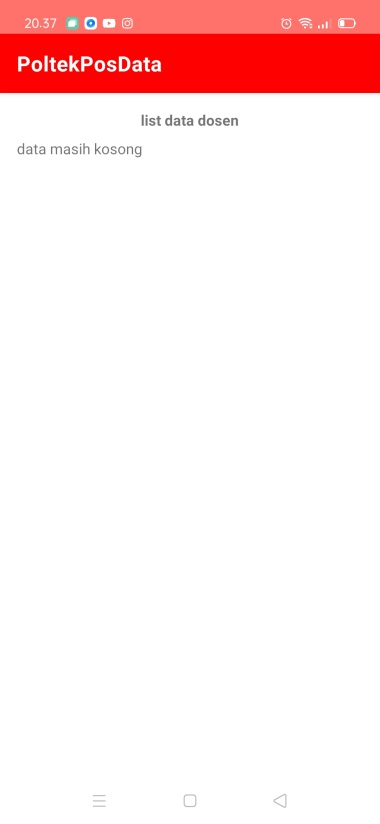 20.37
PoltekPosData
list data dosen
data masih kosong